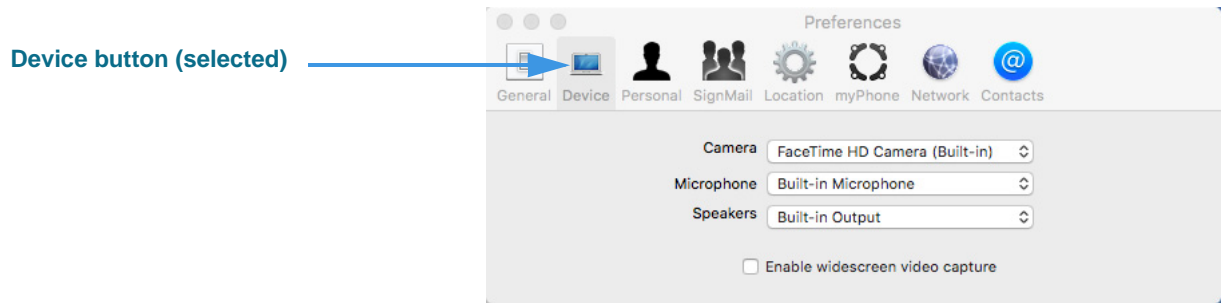 Preferences
Device button (selected)
General Device Personal SignMail Location myPhone Network Contacts
Camera FaceTime HD Camera (Built-in)
Microphone Built-in Microphone
Speakers Built-in Output
Enable widescreen video capture